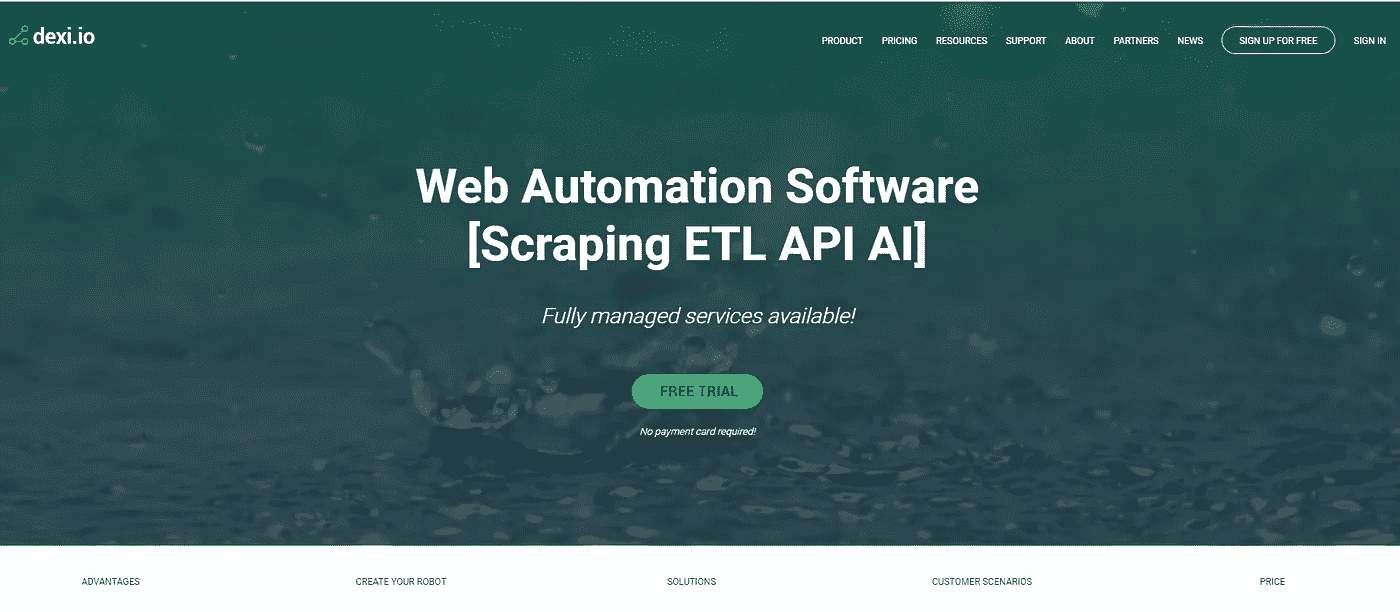 dexi.io
PRODUCT PRICING RESOURCES SUPPORT ABOUT PARTNERS NEWS SIGN UP FOR FREE SIGN IN
Web Automation Software
[Scraping ETL API AI]
Fully managed services available!
FREE TRIAL
No payment card required!
ADVANTAGES CREATE YOUR ROBOT SOLUTIONS CUSTOMER SCENARIOS PRICE